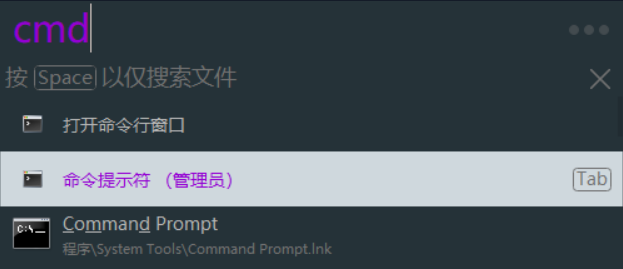 cmd
按 Space 以仅搜索文件
打开命令行窗口
命令提示符 （管理员） Tab
Command Prompt
程序\System Tools\Command Prompt.lnk